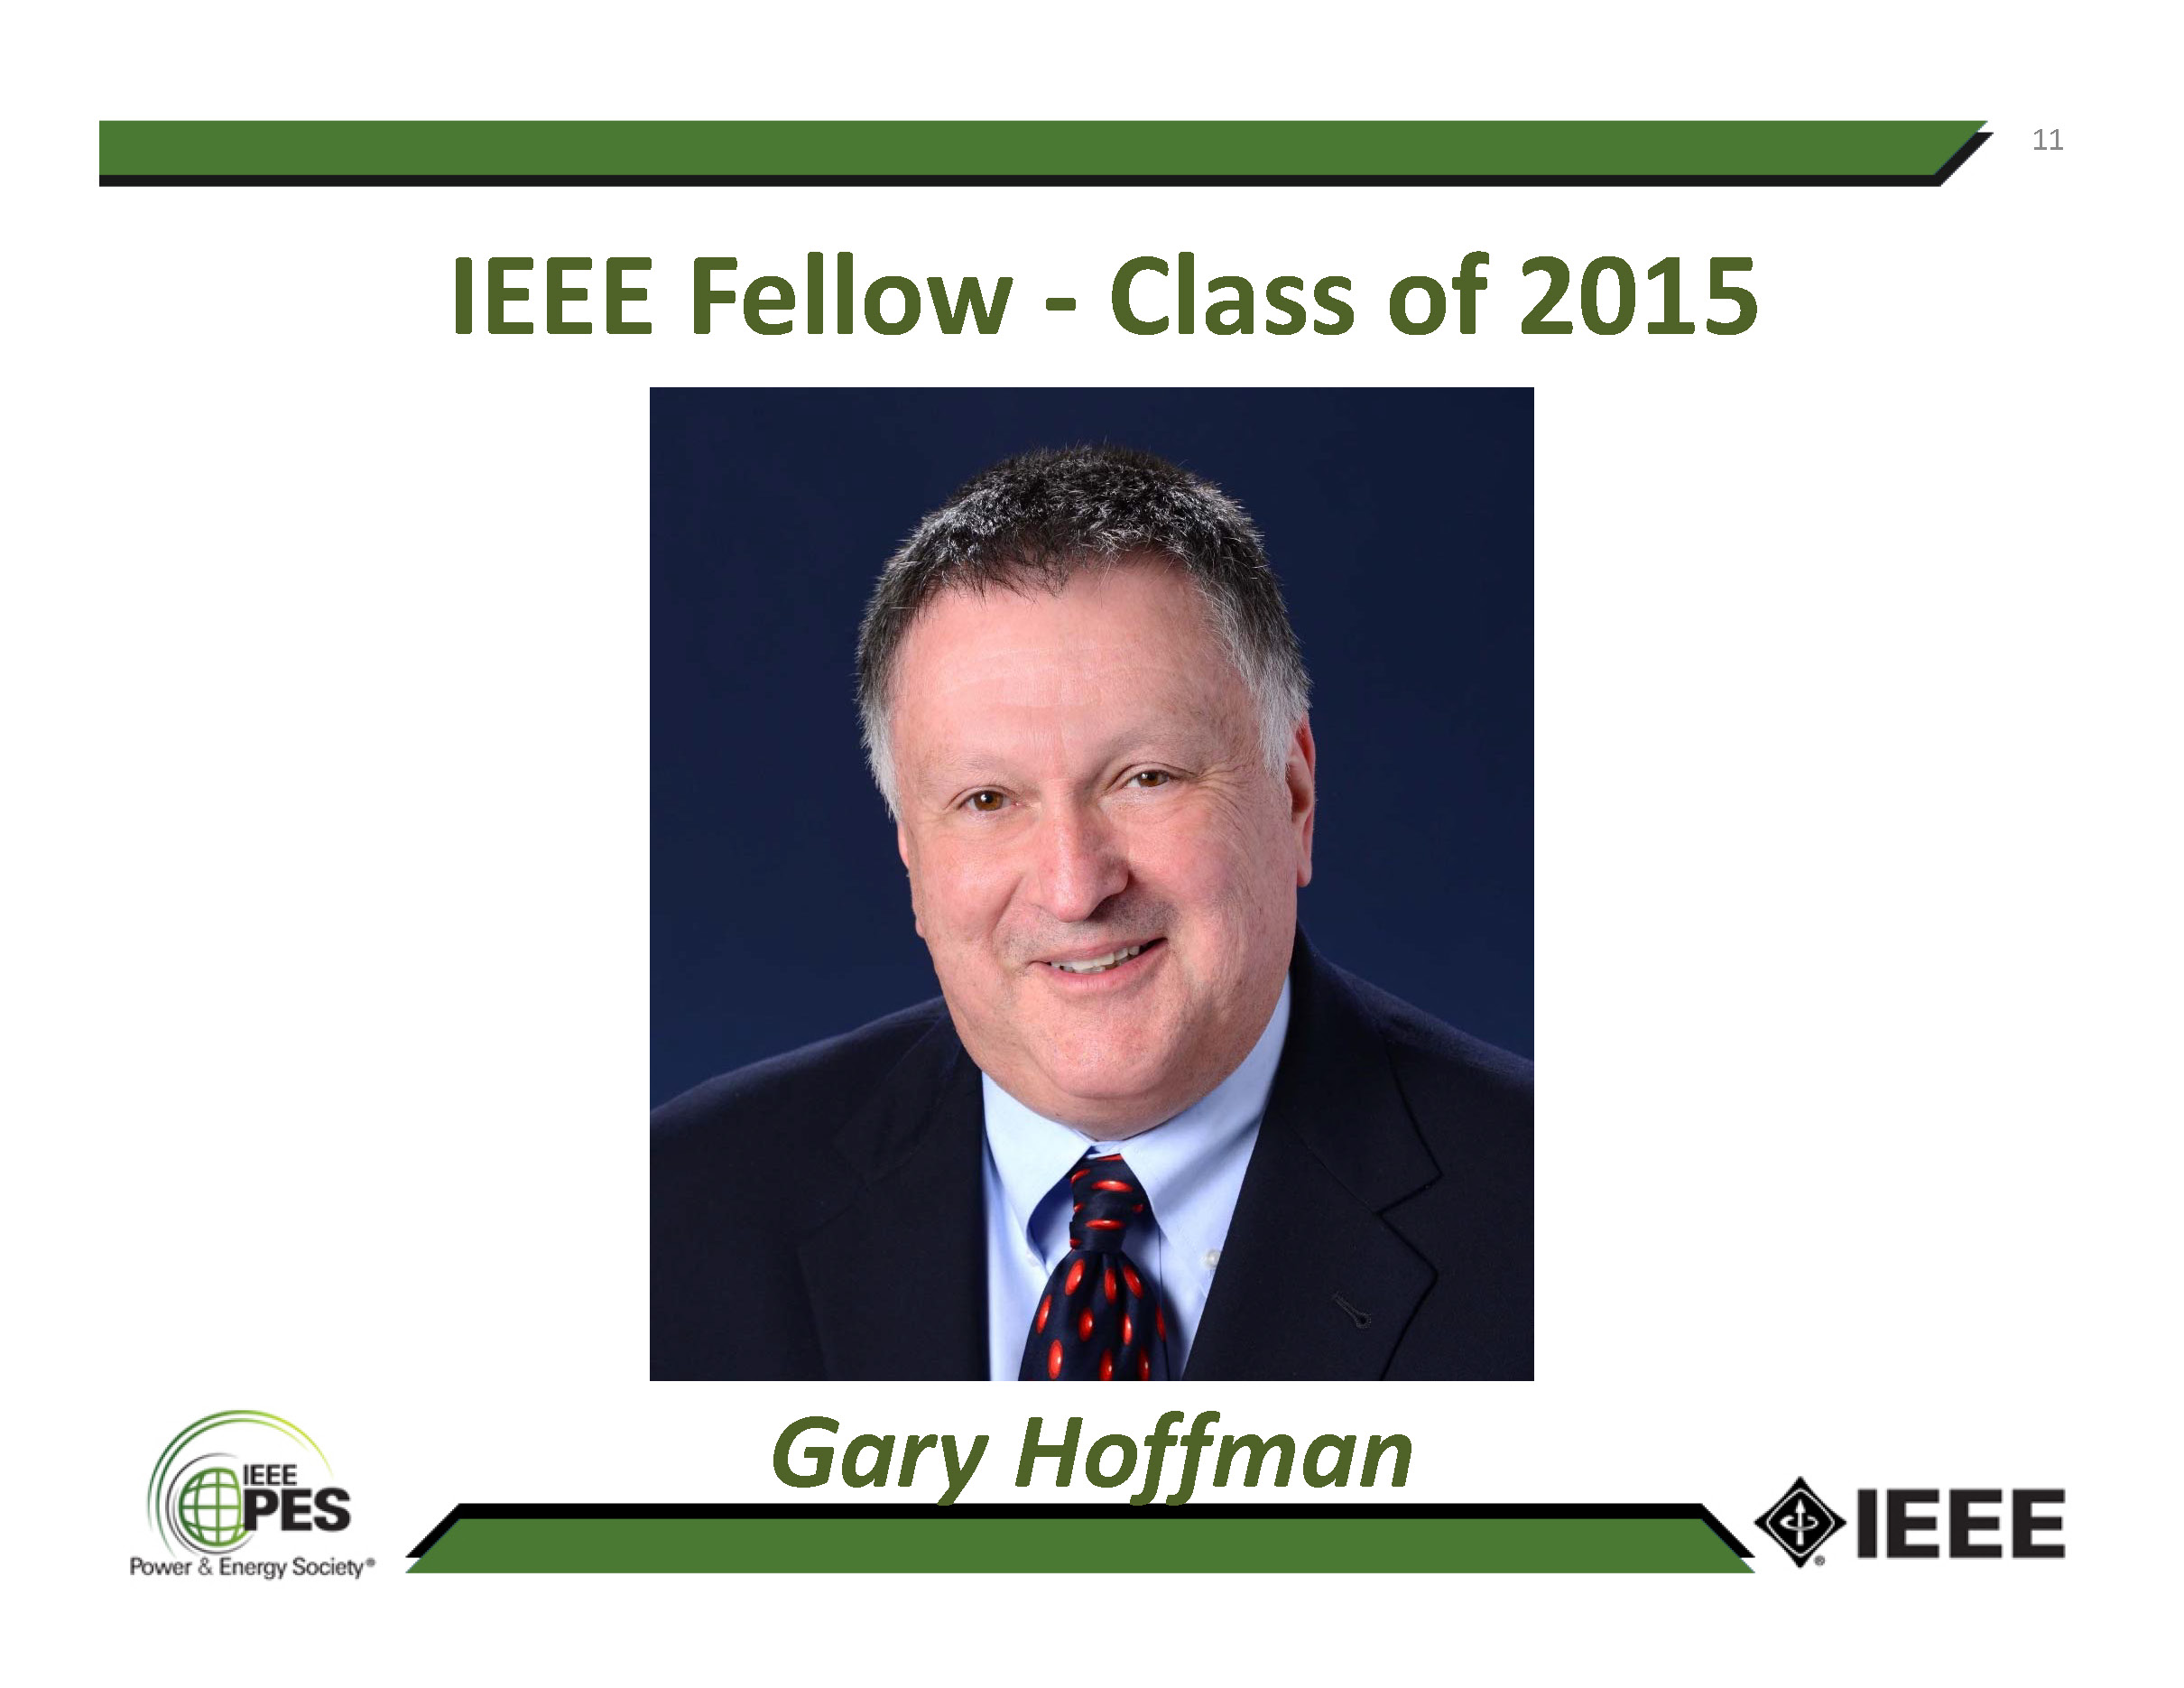 11
IEEE Fellow - Class of 2015
Gary Hoffman
IEEE
PES
Power & Energy Society®
IEEE